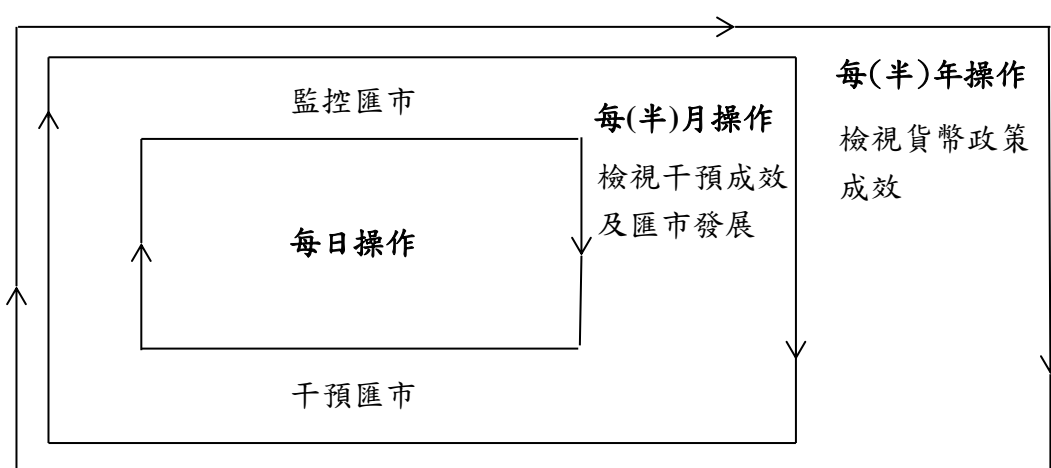 監控匯市
每日操作
干預匯市
每(半)月操作
檢視干預成效
及匯市發展
每(半)年操作
檢視貨幣政策
成效